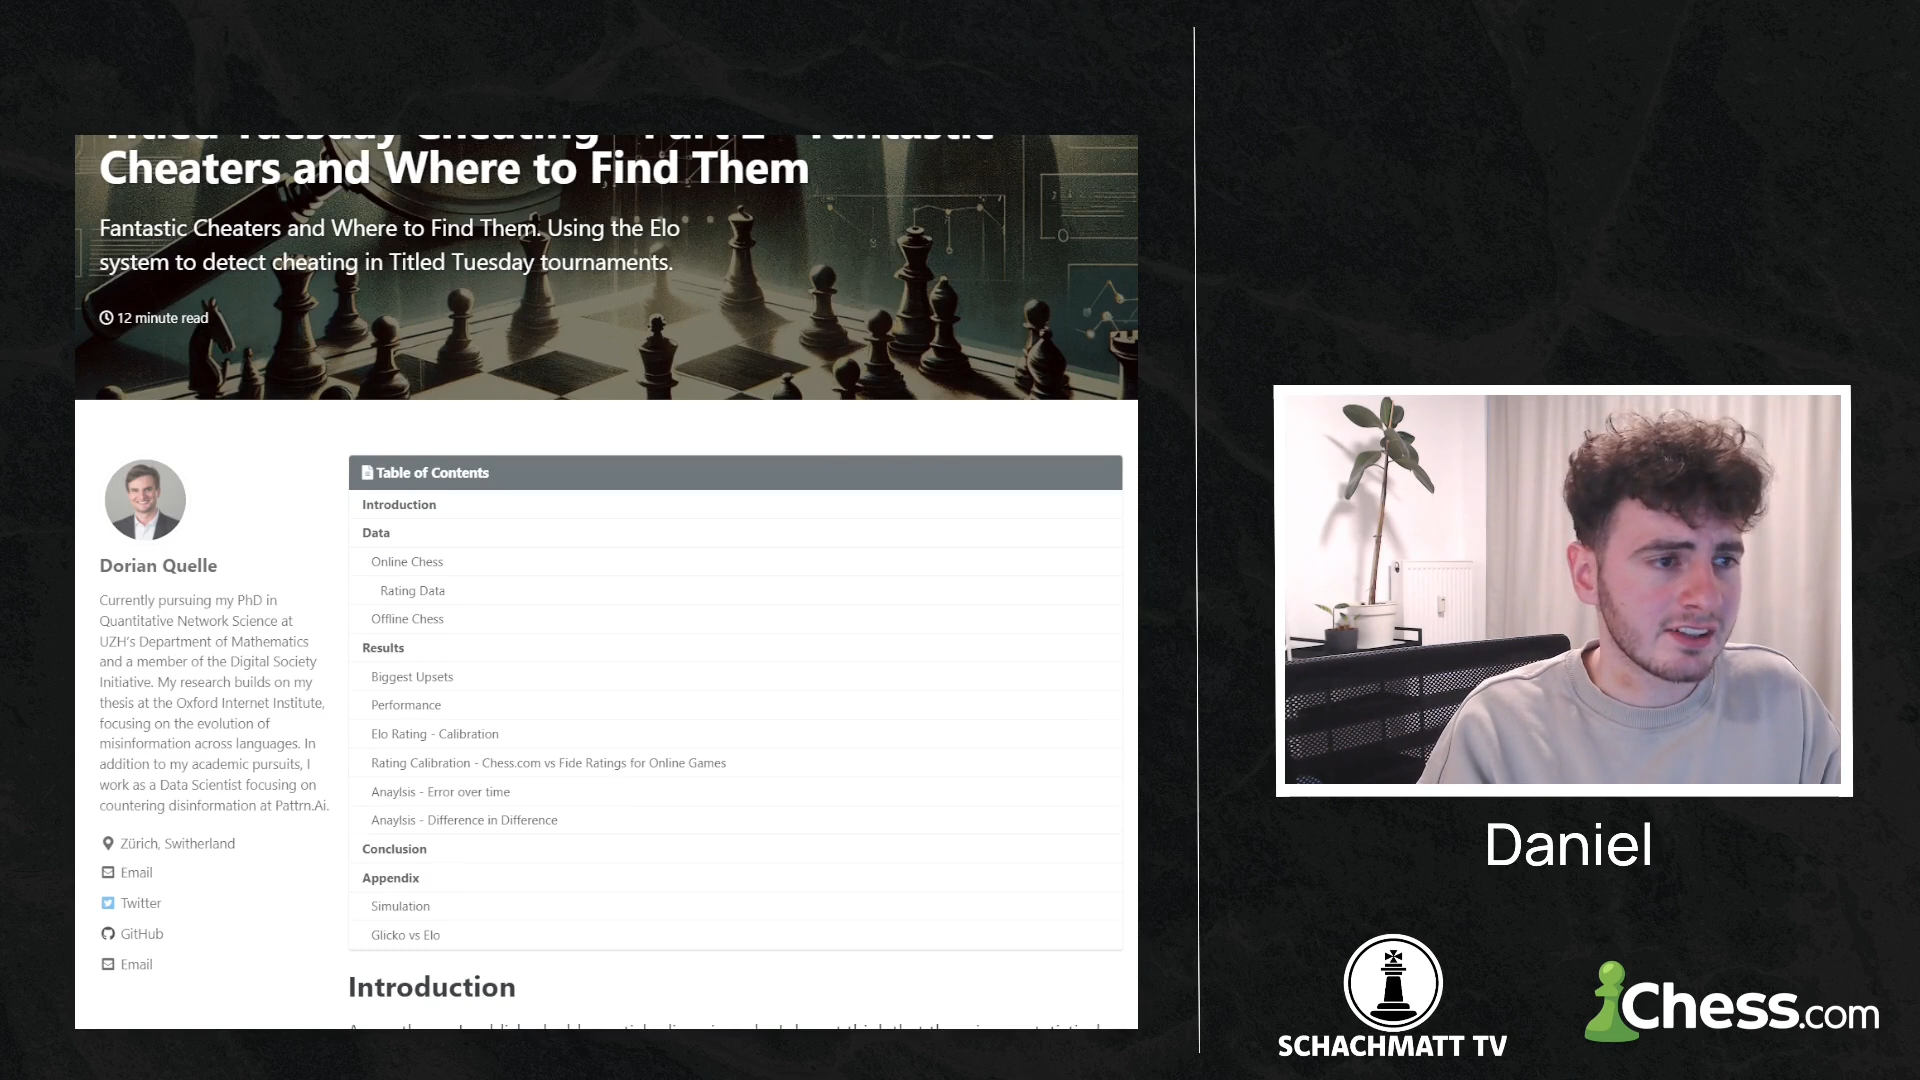 Titled Tuesday Cheating - Part 2 - Fantastic
Cheaters and Where to Find Them
Fantastic Cheaters and Where to Find Them. Using the Elo
system to detect cheating in Titled Tuesday tournaments.
12 minute read
Dorian Quelle
Currently pursuing my PhD in
Quantitative Network Science at
UZH's Department of Mathematics
and a member of the Digital Society
Initiative. My research builds on my
thesis at the Oxford Internet Institute,
focusing on the evolution of
misinformation across languages. In
addition to my academic pursuits, I
work as a Data Scientist focusing on
countering disinformation at Pattrn.Ai.
Zürich, Switherland
Email
Twitter
GitHub
Email
Table of Contents
Introduction
Data
Online Chess
Rating Data
Offline Chess
Results
Biggest Upsets
Performance
Elo Rating - Calibration
Rating Calibration - Chess.com vs Fide Ratings for Online Games
Anaylsis - Error over time
Anaylsis - Difference in Difference
Conclusion
Appendix
Simulation
Glicko vs Elo
Introduction
Daniel
SCHACHMATT TV
Chess.com